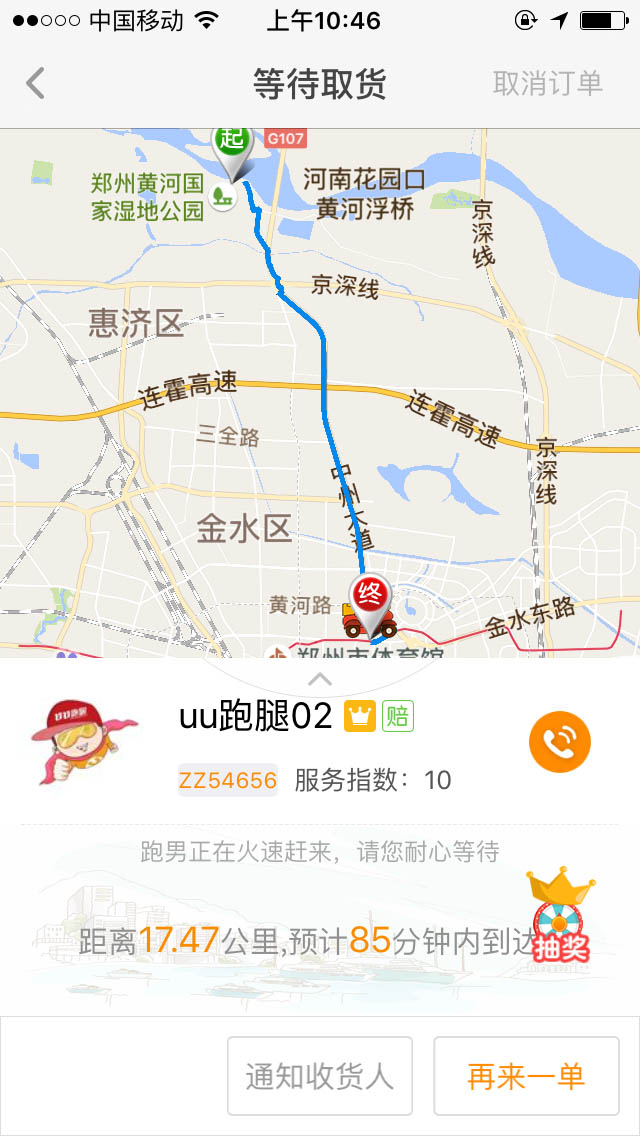 中国移动
上午10:46
等待取货
取消订单
起
G107
郑州黄河国
家湿地公园
河南花园口
黄河浮桥
京深线
京深线
惠济区
连霍高速
连霍高速
三全路
京深线
中州大道
金水区
终
黄河路
金水东路
郑州市体育馆
uu跑腿02
赔
ZZ54656
服务指数：10
跑男正在火速赶来，请您耐心等待
距离17.47公里,预计85分钟内到达
抽奖
通知收货人
再来一单